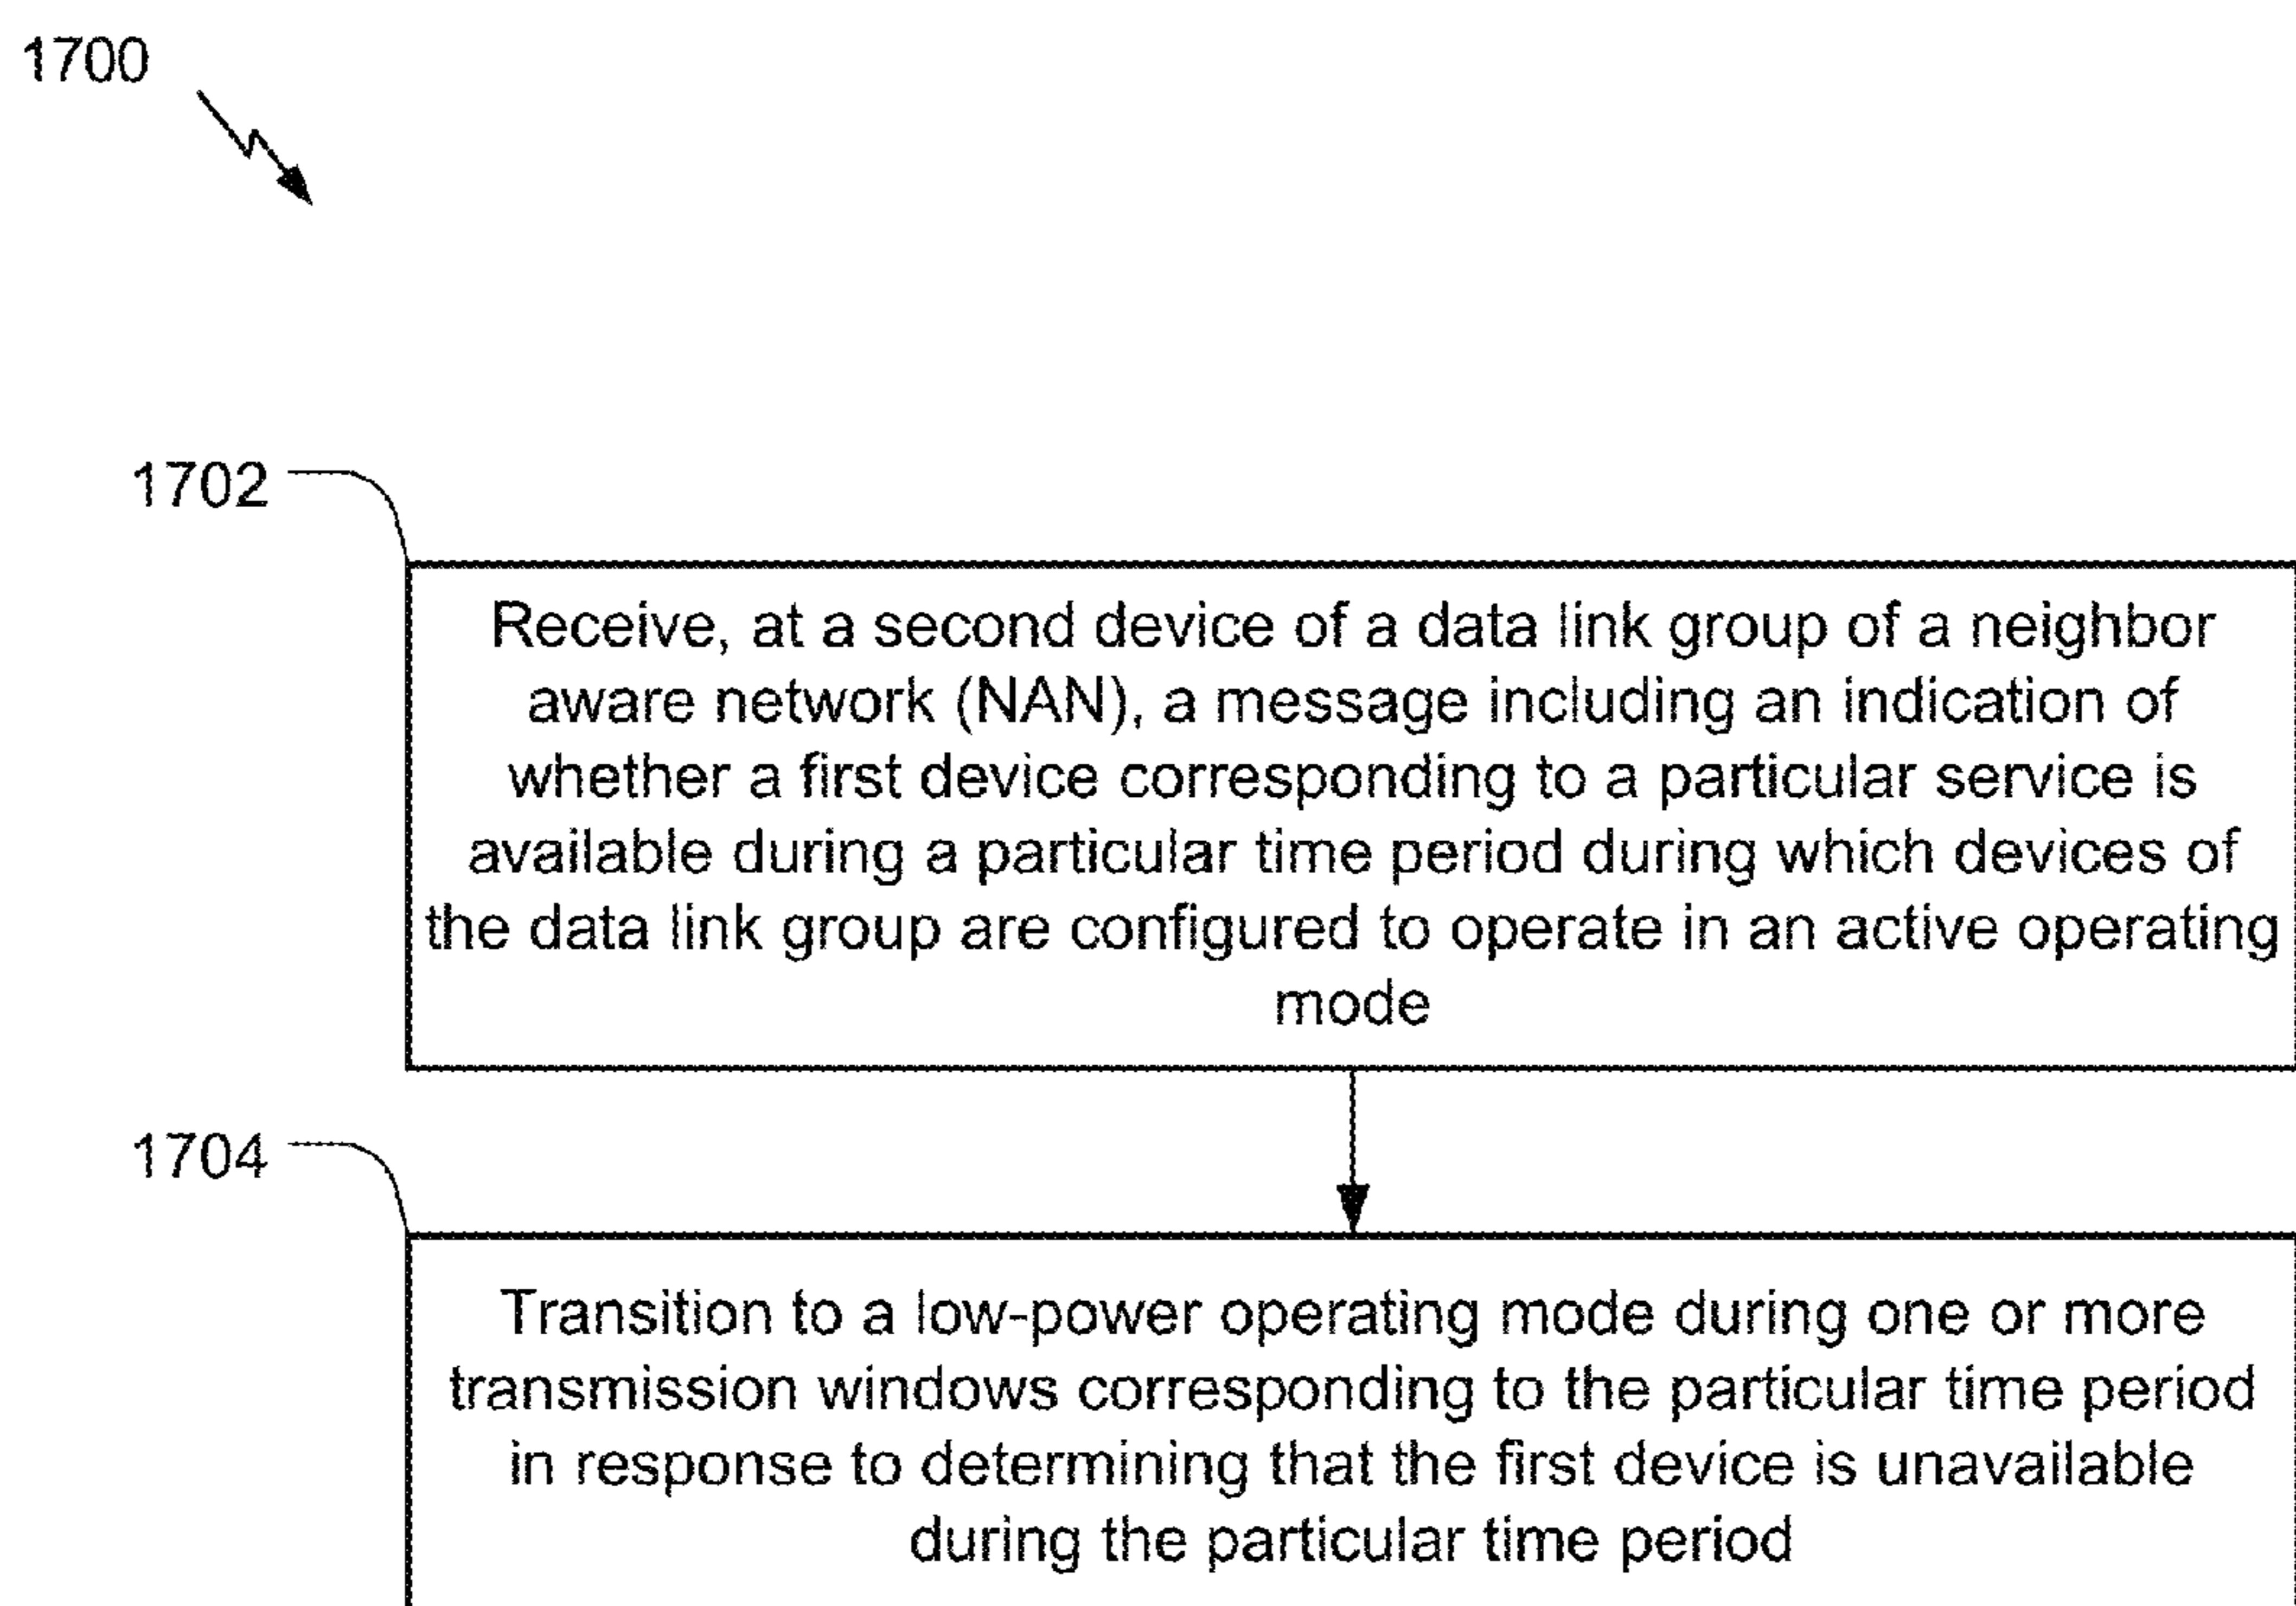 1700
1702
Receive, at a second device of a data link group of a neighbor
aware network (NAN), a message including an indication of
whether a first device corresponding to a particular service is
available during a particular time period during which devices of
the data link group are configured to operate in an active operating
mode
1704
Transition to a low-power operating mode during one or more
transmission windows corresponding to the particular time period
in response to determining that the first device is unavailable
during the particular time period